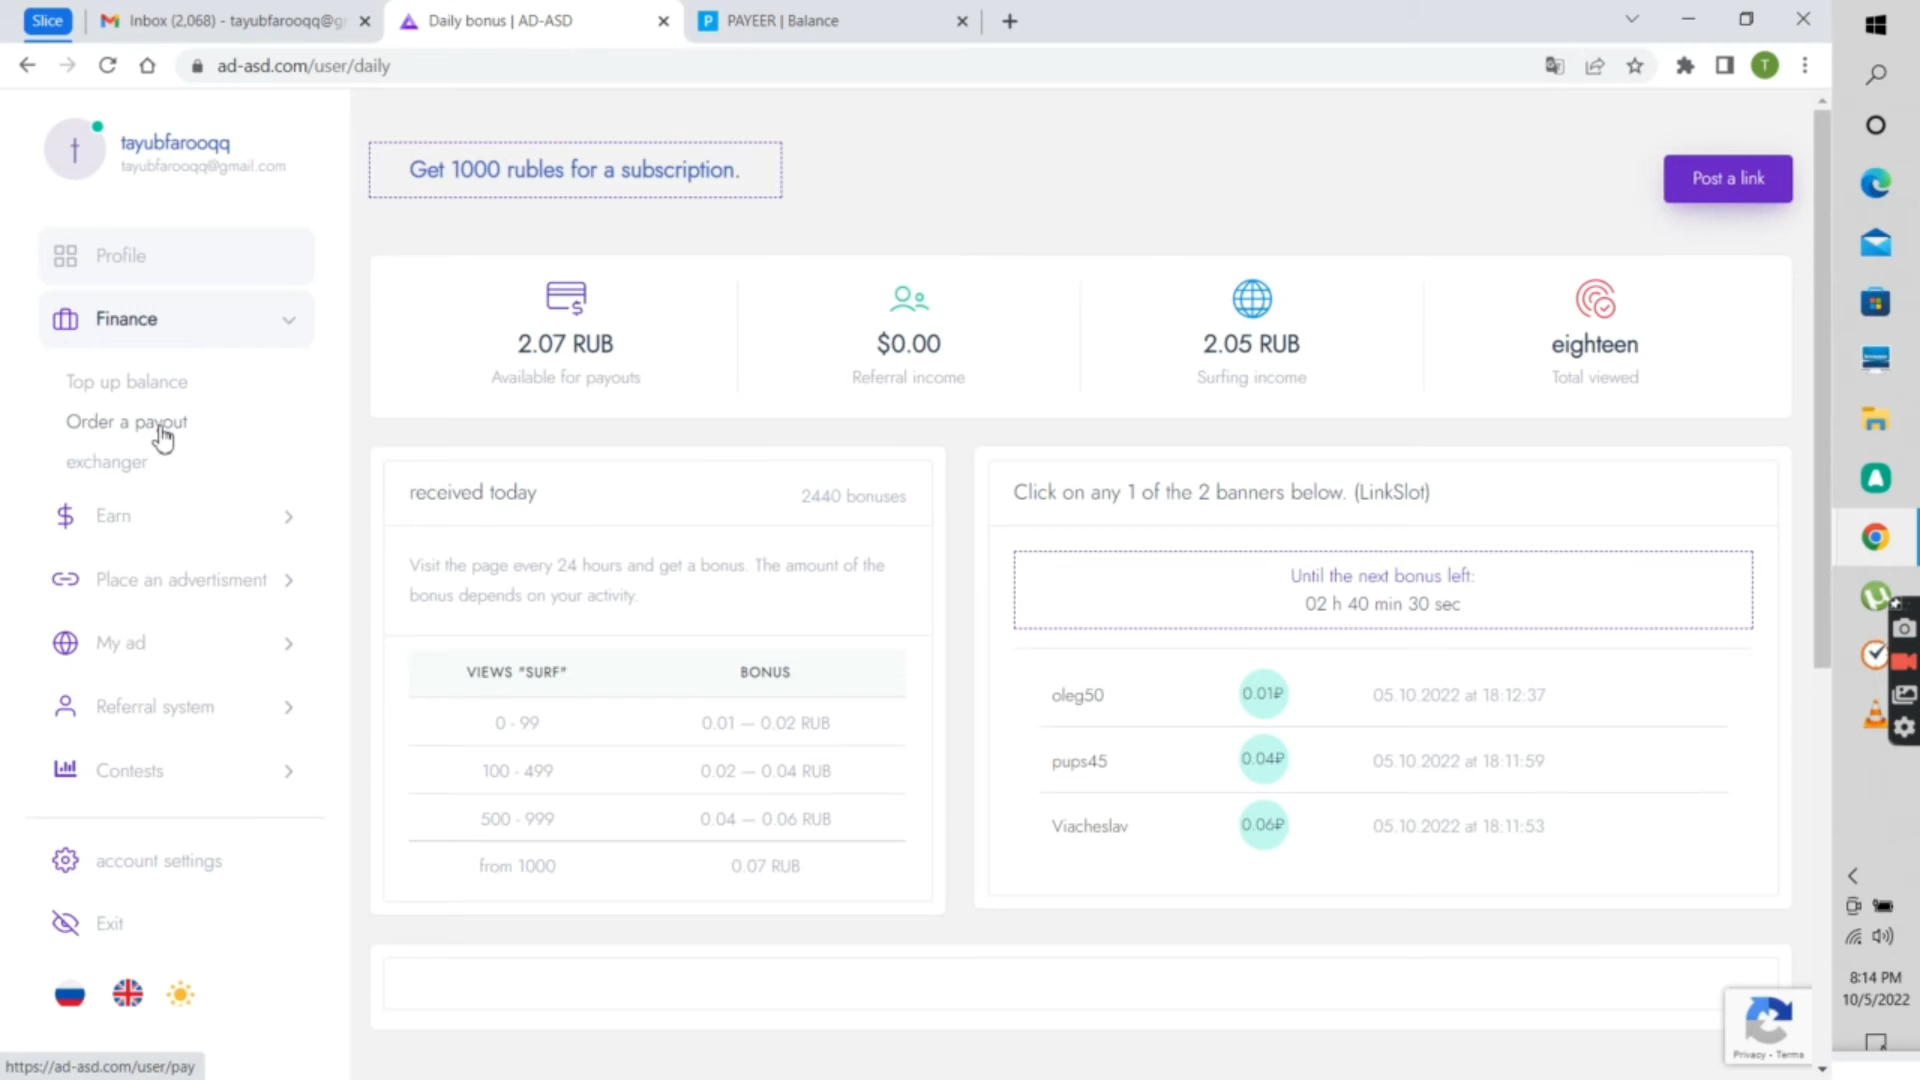 Slice
Inbox (2,068) - tayubfarooqq@gm
Daily bonus | AD-ASD
P
PAYEER | Balance
ad-asd.com/user/daily
T
t
tayubfarooqq
tayubfarooqq@gmail.com
Get 1000 rubles for a subscription.
Post a link
Profile
Finance
Top up balance
Order a payout
exchanger
Earn
Place an advertisment
My ad
Referral system
Contests
account settings
Exit
2.07 RUB
Available for payouts
$0.00
Referral income
2.05 RUB
Surfing income
eighteen
Total viewed
received today
2440 bonuses
Visit the page every 24 hours and get a bonus. The amount of the
bonus depends on your activity.
VIEWS "SURF" BONUS
0 - 99 0.01 — 0.02 RUB
100 - 499 0.02 — 0.04 RUB
500 - 999 0.04 — 0.06 RUB
from 1000 0.07 RUB
Click on any 1 of the 2 banners below. (LinkSlot)
Until the next bonus left:
02 h 40 min 30 sec
oleg50 0.01₽ 05.10.2022 at 18:12:37
pups45 0.04₽ 05.10.2022 at 18:11:59
Viacheslav 0.06₽ 05.10.2022 at 18:11:53
Privacy - Terms
8:14 PM
10/5/2022
https://ad-asd.com/user/pay